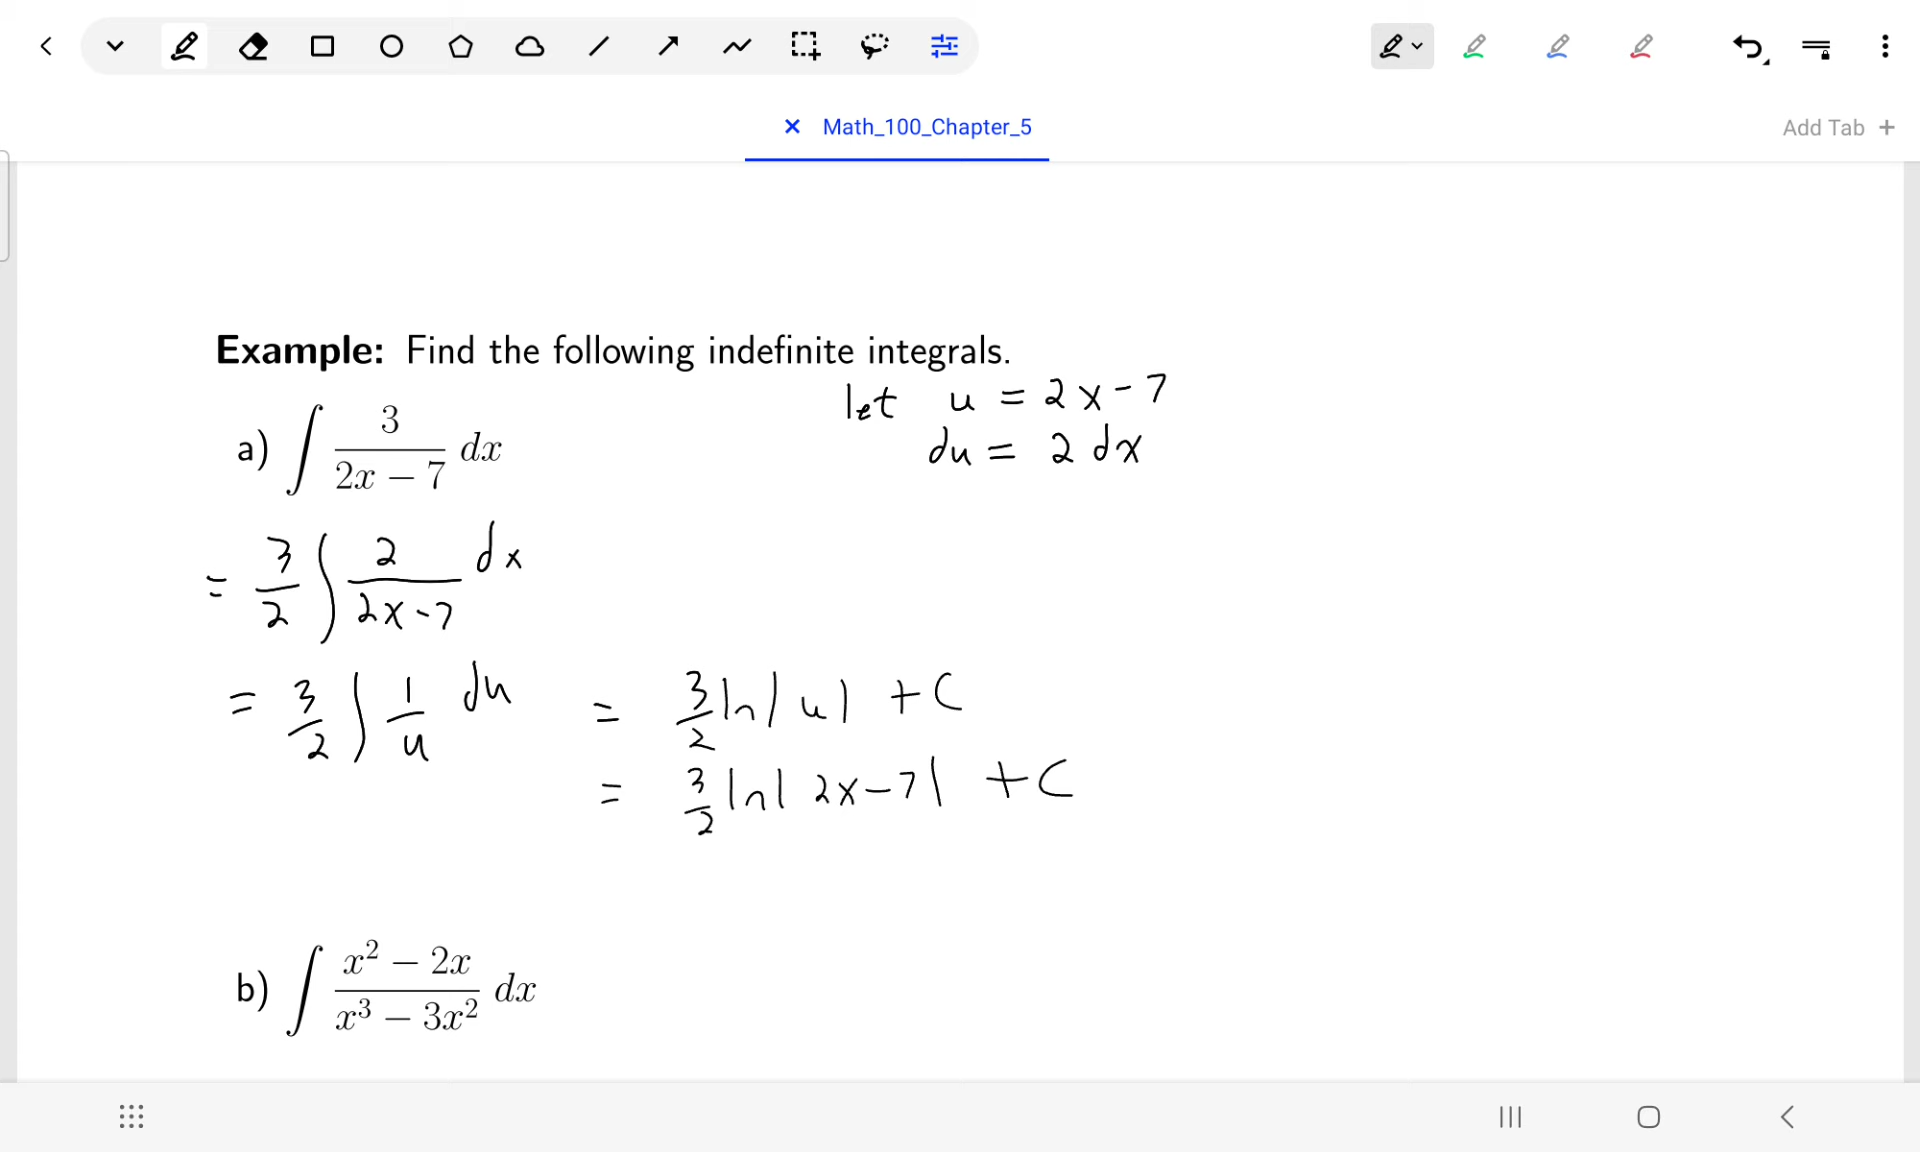 Math_100_Chapter_5
Add Tab +
Example: Find the following indefinite integrals.
let u = 2x-7
du = 2 dx
a) ∫ 3/(2x − 7) dx
= 3/2 ∫ 2/(2x-7) dx
= 3/2 ∫ 1/u du = 3/2 ln|u| + C
= 3/2 ln|2x-7| + C
b) ∫ (x² − 2x)/(x³ − 3x²) dx